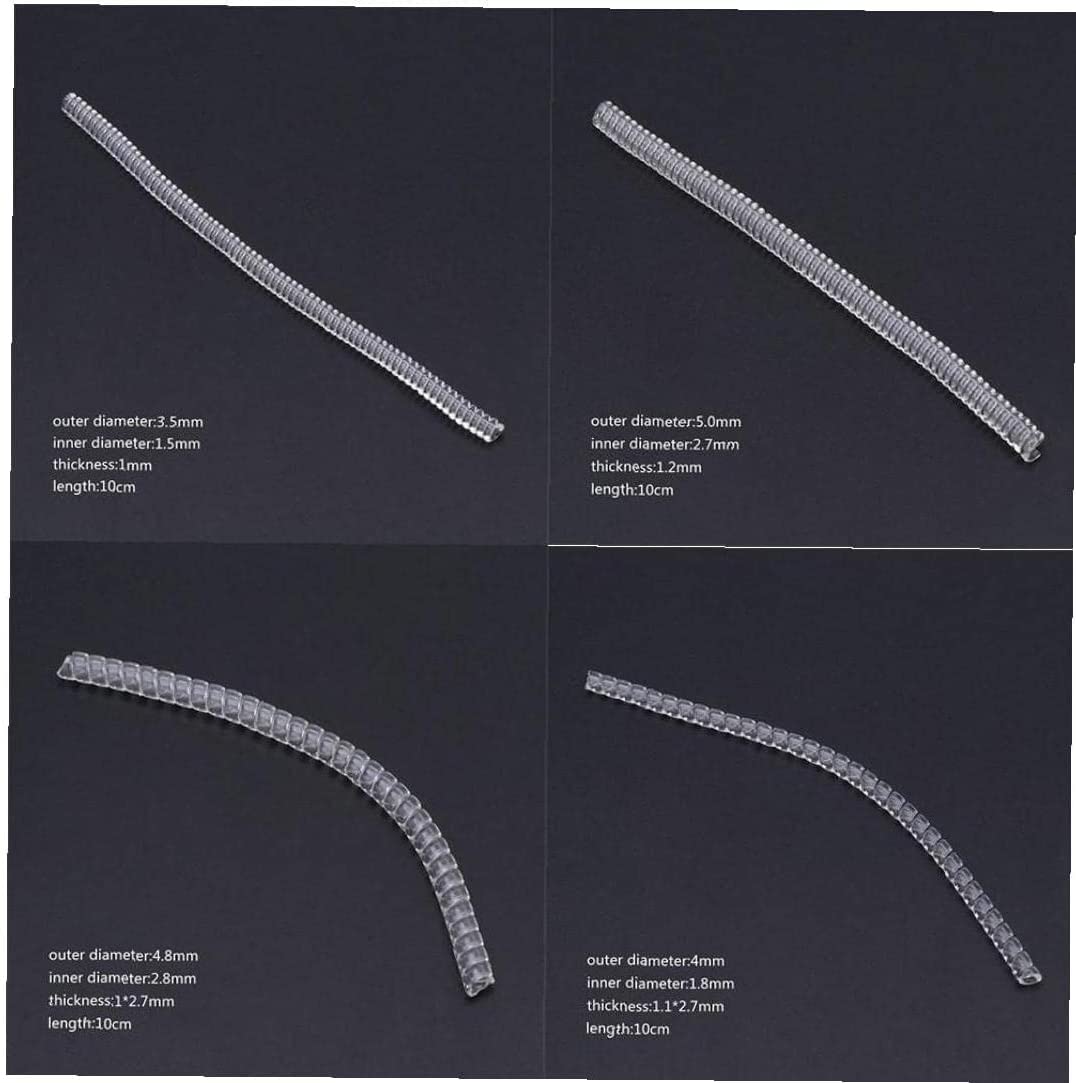 outer diameter:3.5mm
inner diameter:1.5mm
thickness:1mm
length:10cm
outer diameter:5.0mm
inner diameter:2.7mm
thickness:1.2mm
length:10cm
outer diameter:4.8mm
inner diameter:2.8mm
thickness:1*2.7mm
length:10cm
outer diameter:4mm
inner diameter:1.8mm
thickness:1.1*2.7mm
length:10cm